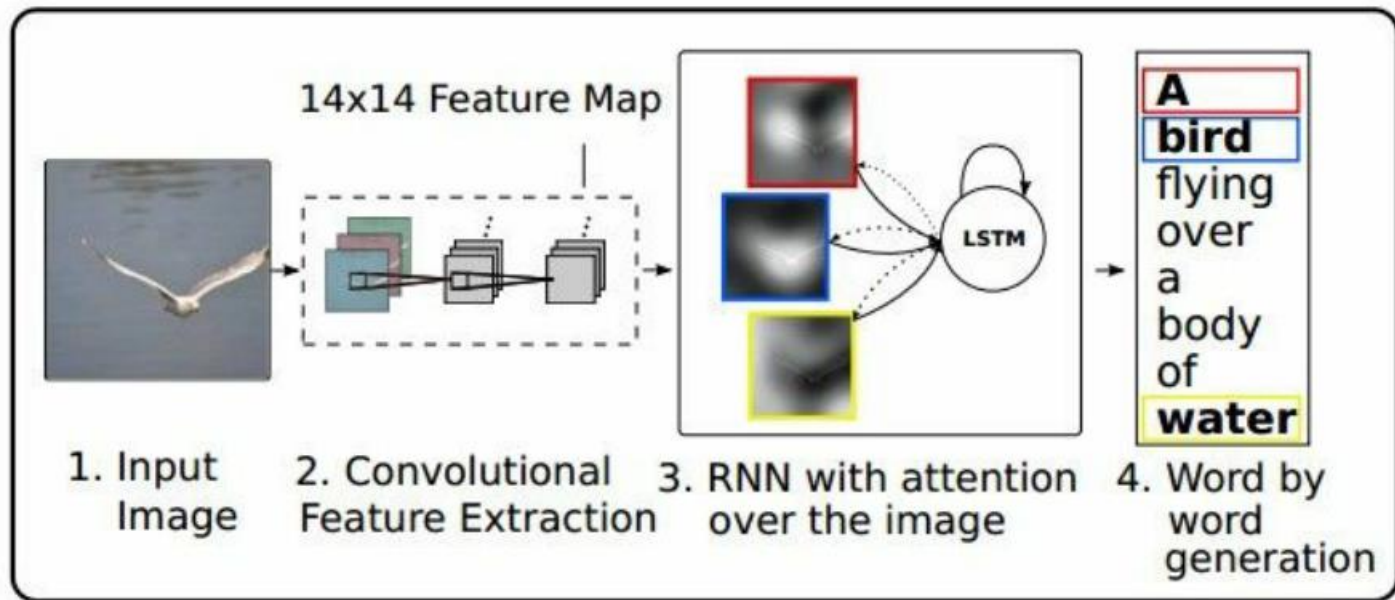 14x14 Feature Map
LSTM
A
bird
flying
over
a
body
of
water
1. Input
Image
2. Convolutional
Feature Extraction
3. RNN with attention
over the image
4. Word by
word
generation